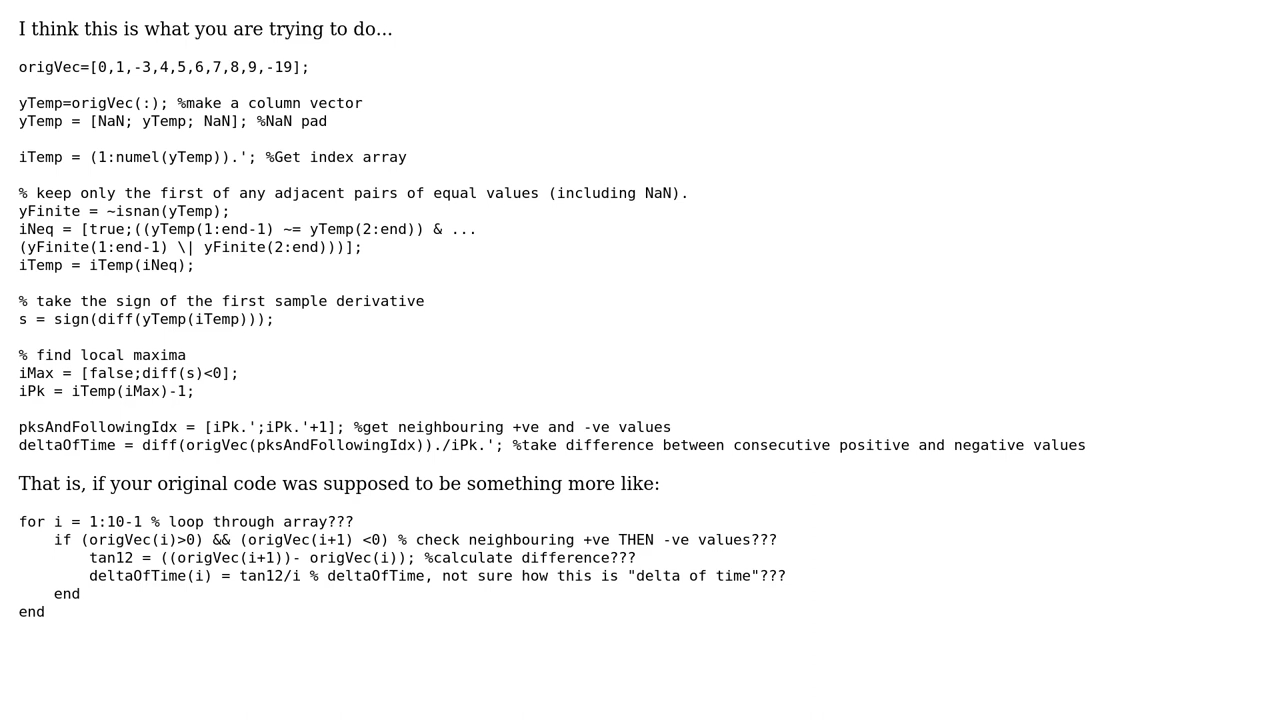 I think this is what you are trying to do...
origVec=[0,1,-3,4,5,6,7,8,9,-19];
yTemp=origVec(:); %make a column vector
yTemp = [NaN; yTemp; NaN]; %NaN pad
iTemp = (1:numel(yTemp)).'; %Get index array
% keep only the first of any adjacent pairs of equal values (including NaN).
yFinite = ~isnan(yTemp);
iNeq = [true;((yTemp(1:end-1) ~= yTemp(2:end)) & ...
(yFinite(1:end-1) \| yFinite(2:end)))];
iTemp = iTemp(iNeq);
% take the sign of the first sample derivative
s = sign(diff(yTemp(iTemp)));
% find local maxima
iMax = [false;diff(s)<0];
iPk = iTemp(iMax)-1;
pksAndFollowingIdx = [iPk.';iPk.'+1]; %get neighbouring +ve and -ve values
deltaOfTime = diff(origVec(pksAndFollowingIdx))./iPk.'; %take difference between consecutive positive and negative values
That is, if your original code was supposed to be something more like:
for i = 1:10-1 % loop through array???
    if (origVec(i)>0) && (origVec(i+1) <0) % check neighbouring +ve THEN -ve values???
        tan12 = ((origVec(i+1))- origVec(i)); %calculate difference???
        deltaOfTime(i) = tan12/i % deltaOfTime, not sure how this is "delta of time"???
    end
end